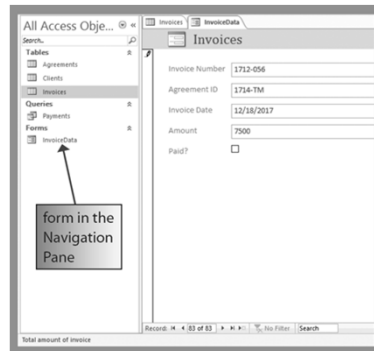 All Access Obje...
Search...
Tables
Agreements
Clients
Invoices
Queries
Payments
Forms
InvoiceData
form in the
Navigation
Pane
Invoices
InvoiceData
Invoices
Invoice Number 1712-056
Agreement ID 1714-TM
Invoice Date 12/18/2017
Amount 7500
Paid?
Record: 83 of 83 No Filter Search
Total amount of invoice